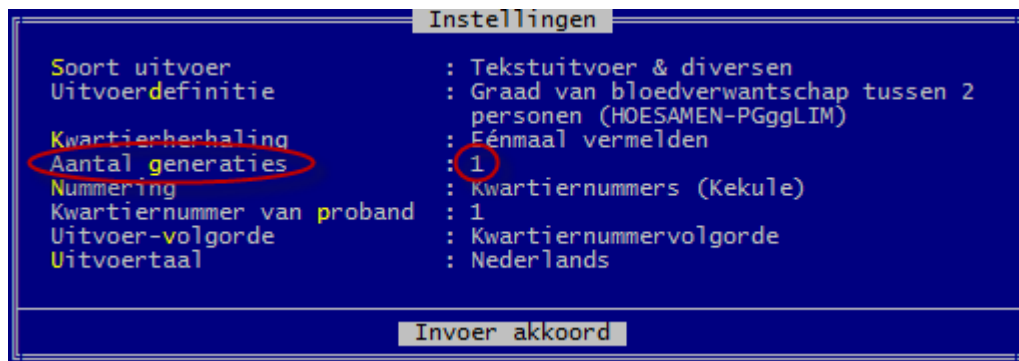 Instellingen
Soort uitvoer : Tekstuitvoer & diversen
Uitvoerdefinitie : Graad van bloedverwantschap tussen 2
personen (HOESAMEN-PGggLIM)
Kwartierherhaling : Eénmaal vermelden
Aantal generaties : 1
Nummering : Kwartiernummers (Kekule)
Kwartiernummer van proband : 1
Uitvoer-volgorde : Kwartiernummervolgorde
Uitvoertaal : Nederlands
Invoer akkoord